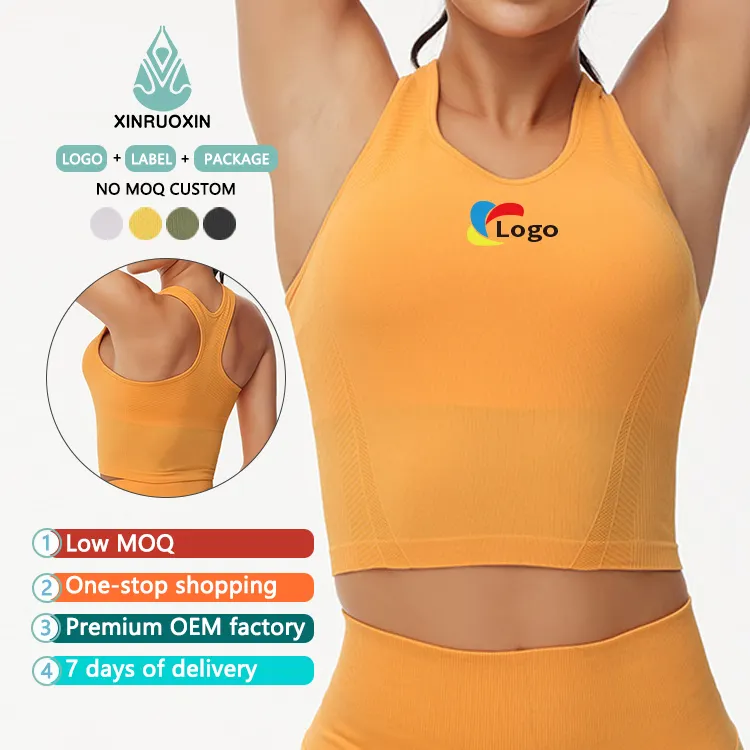 XINRUOXIN
LOGO + LABEL + PACKAGE
NO MOQ CUSTOM
Logo
1 Low MOQ
2 One-stop shopping
3 Premium OEM factory
4 7 days of delivery